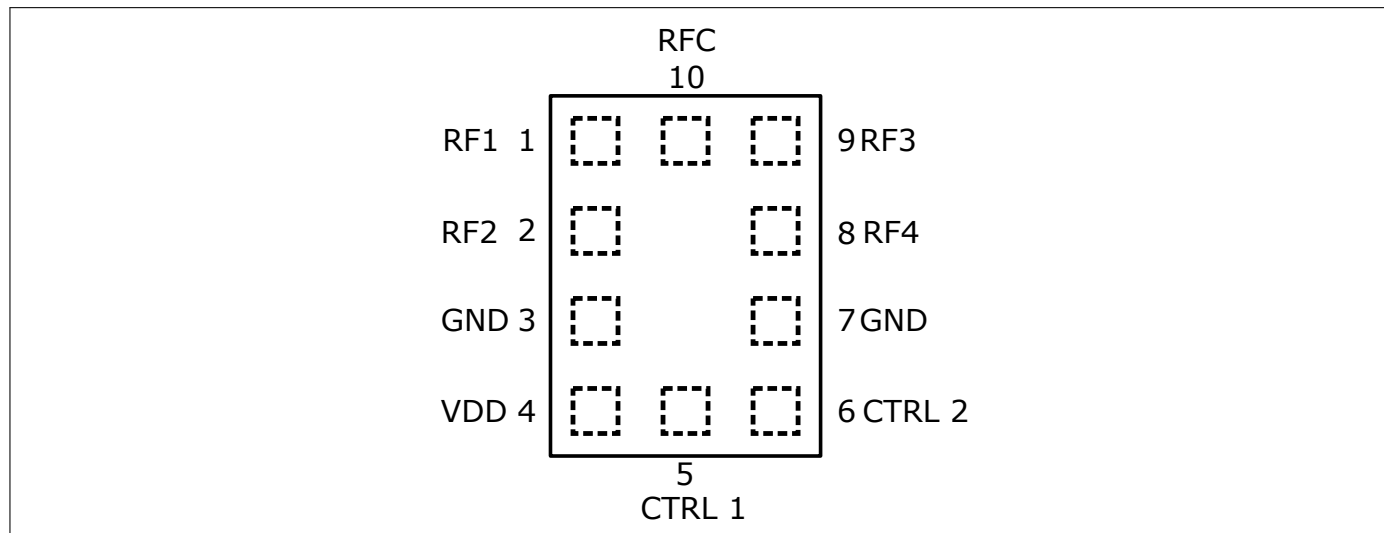 RFC
10
RF1 1
9 RF3
RF2 2
8 RF4
GND 3
7 GND
VDD 4
6 CTRL 2
5
CTRL 1